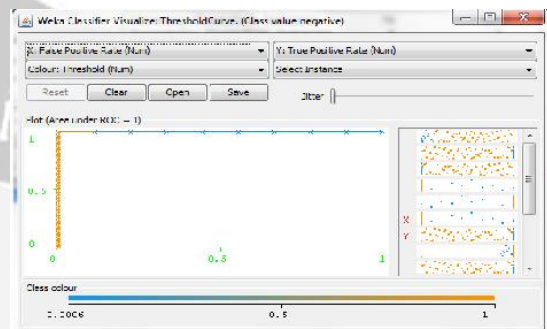 Weka Classifier Visualize: ThresholdCurve. (Class value negative)
X: False Positive Rate (Num)
Y: True Positive Rate (Num)
Colour: Threshold (Num)
Select Instance
Reset
Clear
Open
Save
Jitter
Plot (Area under ROC = 1)
1
0.5
0
0
0.5
1
X
Y
Class colour
0.0006
0.5
1